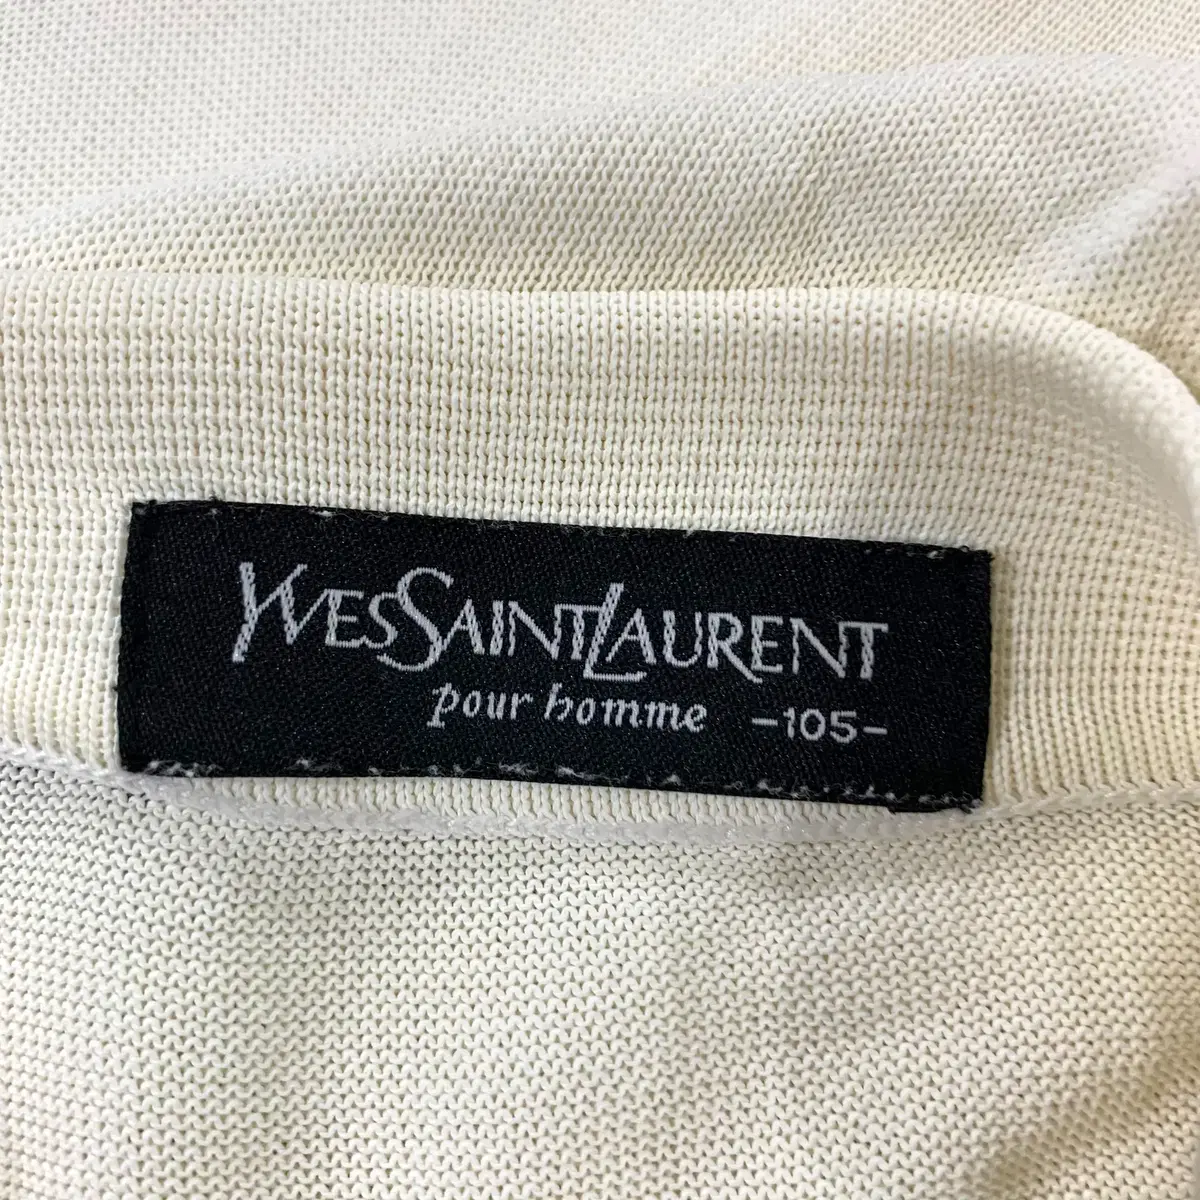 YVESSAINTLAURENT
pour homme -105-